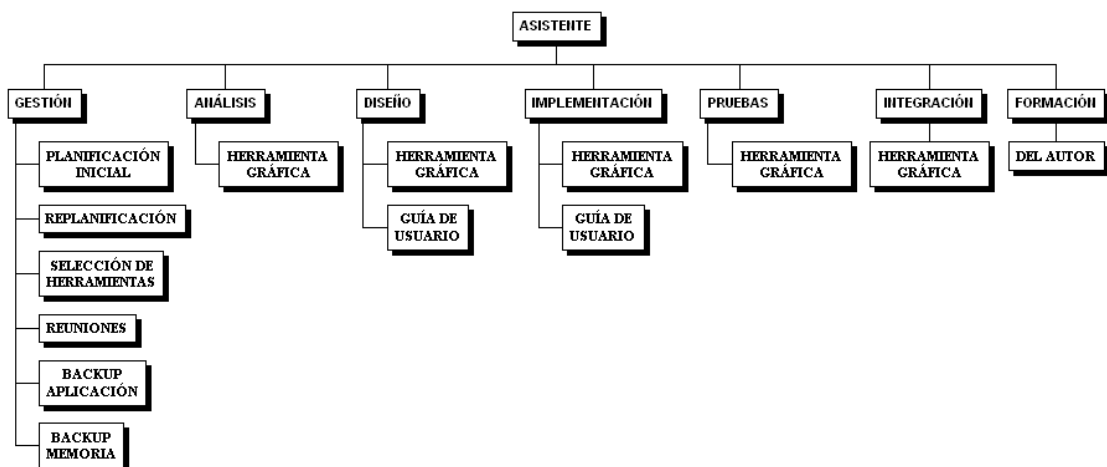 ASISTENTE
GESTIÓN
ANÁLISIS
DISEÑO
IMPLEMENTACIÓN
PRUEBAS
INTEGRACIÓN
FORMACIÓN
PLANIFICACIÓN
INICIAL
REPLANIFICACIÓN
SELECCIÓN DE
HERRAMIENTAS
REUNIONES
BACKUP
APLICACIÓN
BACKUP
MEMORIA
HERRAMIENTA
GRÁFICA
HERRAMIENTA
GRÁFICA
GUÍA DE
USUARIO
HERRAMIENTA
GRÁFICA
GUÍA DE
USUARIO
HERRAMIENTA
GRÁFICA
HERRAMIENTA
GRÁFICA
DEL AUTOR